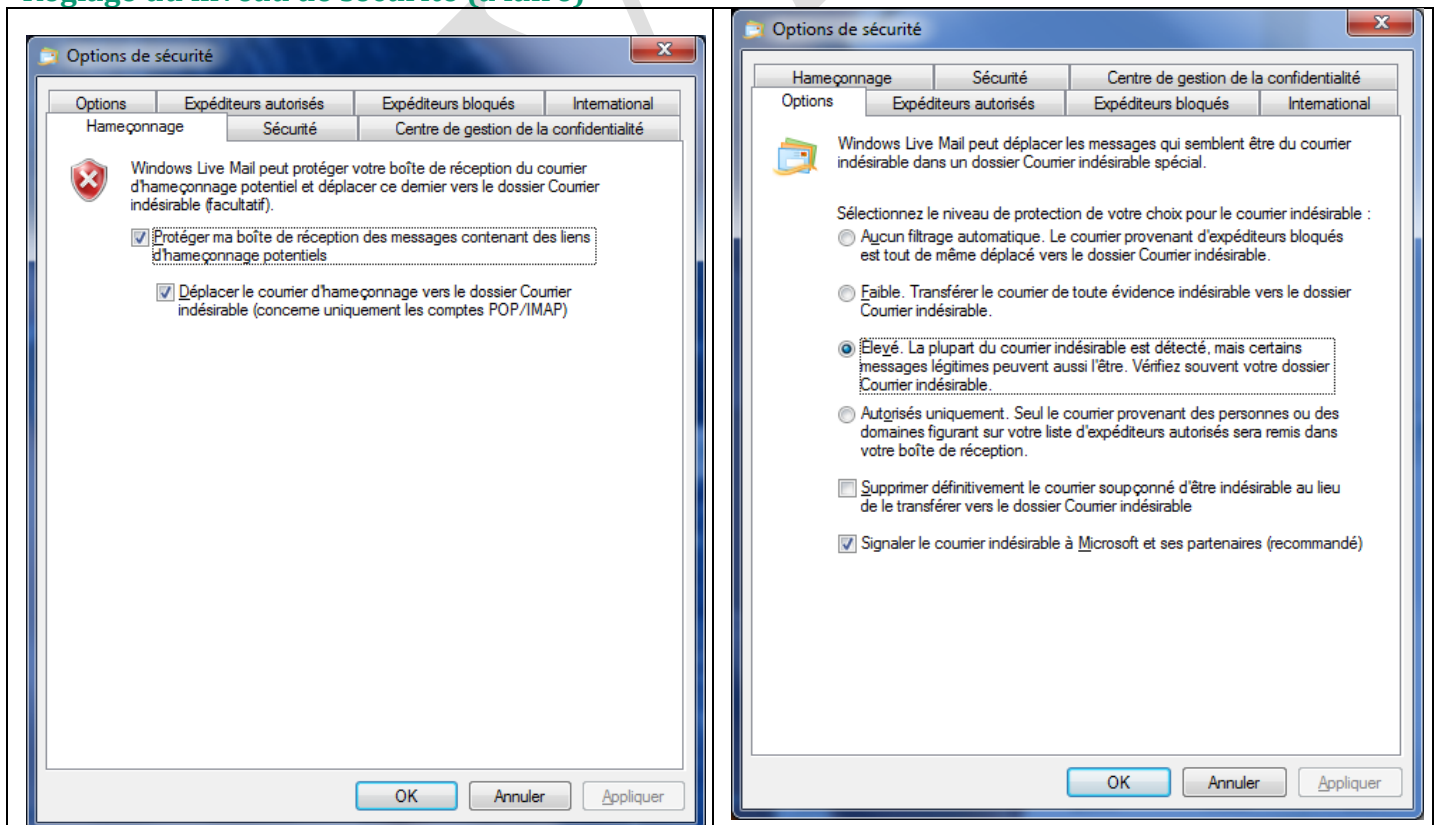 Réglage du niveau de sécurité (à faire)
Options de sécurité
Options
Expéditeurs autorisés
Expéditeurs bloqués
International
Hameçonnage
Sécurité
Centre de gestion de la confidentialité
Windows Live Mail peut protéger votre boîte de réception du courrier
d'hameçonnage potentiel et déplacer ce dernier vers le dossier Courrier
indésirable (facultatif).
Protéger ma boîte de réception des messages contenant des liens
d'hameçonnage potentiels
Déplacer le courrier d'hameçonnage vers le dossier Courrier
indésirable (concerne uniquement les comptes POP/IMAP)
OK
Annuler
Appliquer
Options de sécurité
Hameçonnage
Sécurité
Centre de gestion de la confidentialité
Options
Expéditeurs autorisés
Expéditeurs bloqués
International
Windows Live Mail peut déplacer les messages qui semblent être du courrier
indésirable dans un dossier Courrier indésirable spécial.
Sélectionnez le niveau de protection de votre choix pour le courrier indésirable :
Aucun filtrage automatique. Le courrier provenant d'expéditeurs bloqués
est tout de même déplacé vers le dossier Courrier indésirable.
Faible. Transférer le courrier de toute évidence indésirable vers le dossier
Courrier indésirable.
Élevé. La plupart du courrier indésirable est détecté, mais certains
messages légitimes peuvent aussi l'être. Vérifiez souvent votre dossier
Courrier indésirable.
Autorisés uniquement. Seul le courrier provenant des personnes ou des
domaines figurant sur votre liste d'expéditeurs autorisés sera remis dans
votre boîte de réception.
Supprimer définitivement le courrier soupçonné d'être indésirable au lieu
de le transférer vers le dossier Courrier indésirable
Signaler le courrier indésirable à Microsoft et ses partenaires (recommandé)
OK
Annuler
Appliquer